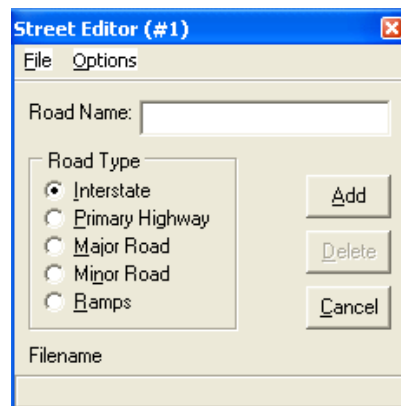 Street Editor (#1)
File Options
Road Name:
Road Type
Interstate
Primary Highway
Major Road
Minor Road
Ramps
Add
Delete
Cancel
Filename